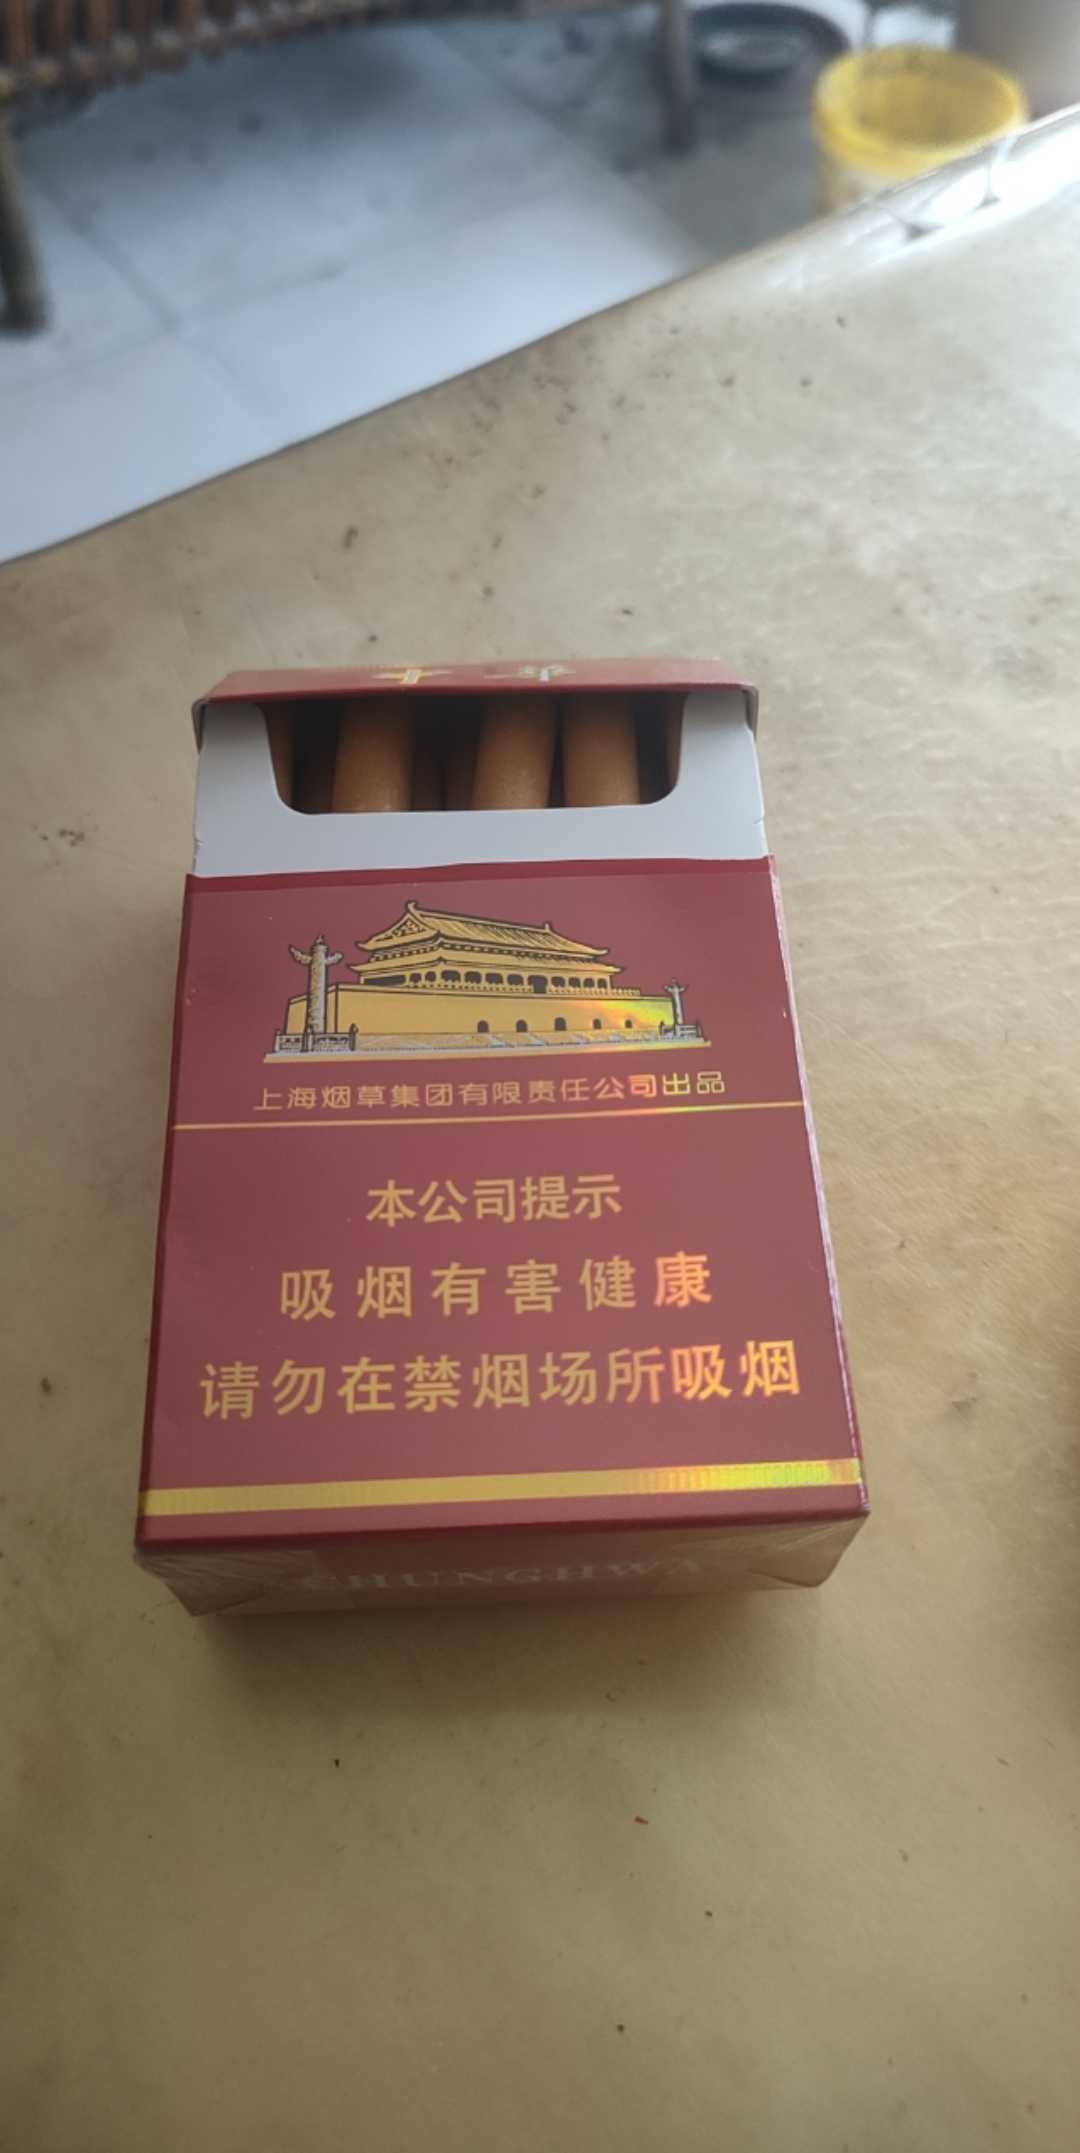 上海烟草集团有限责任公司出品
本公司提示
吸烟有害健康
请勿在禁烟场所吸烟
CHUNGHWA